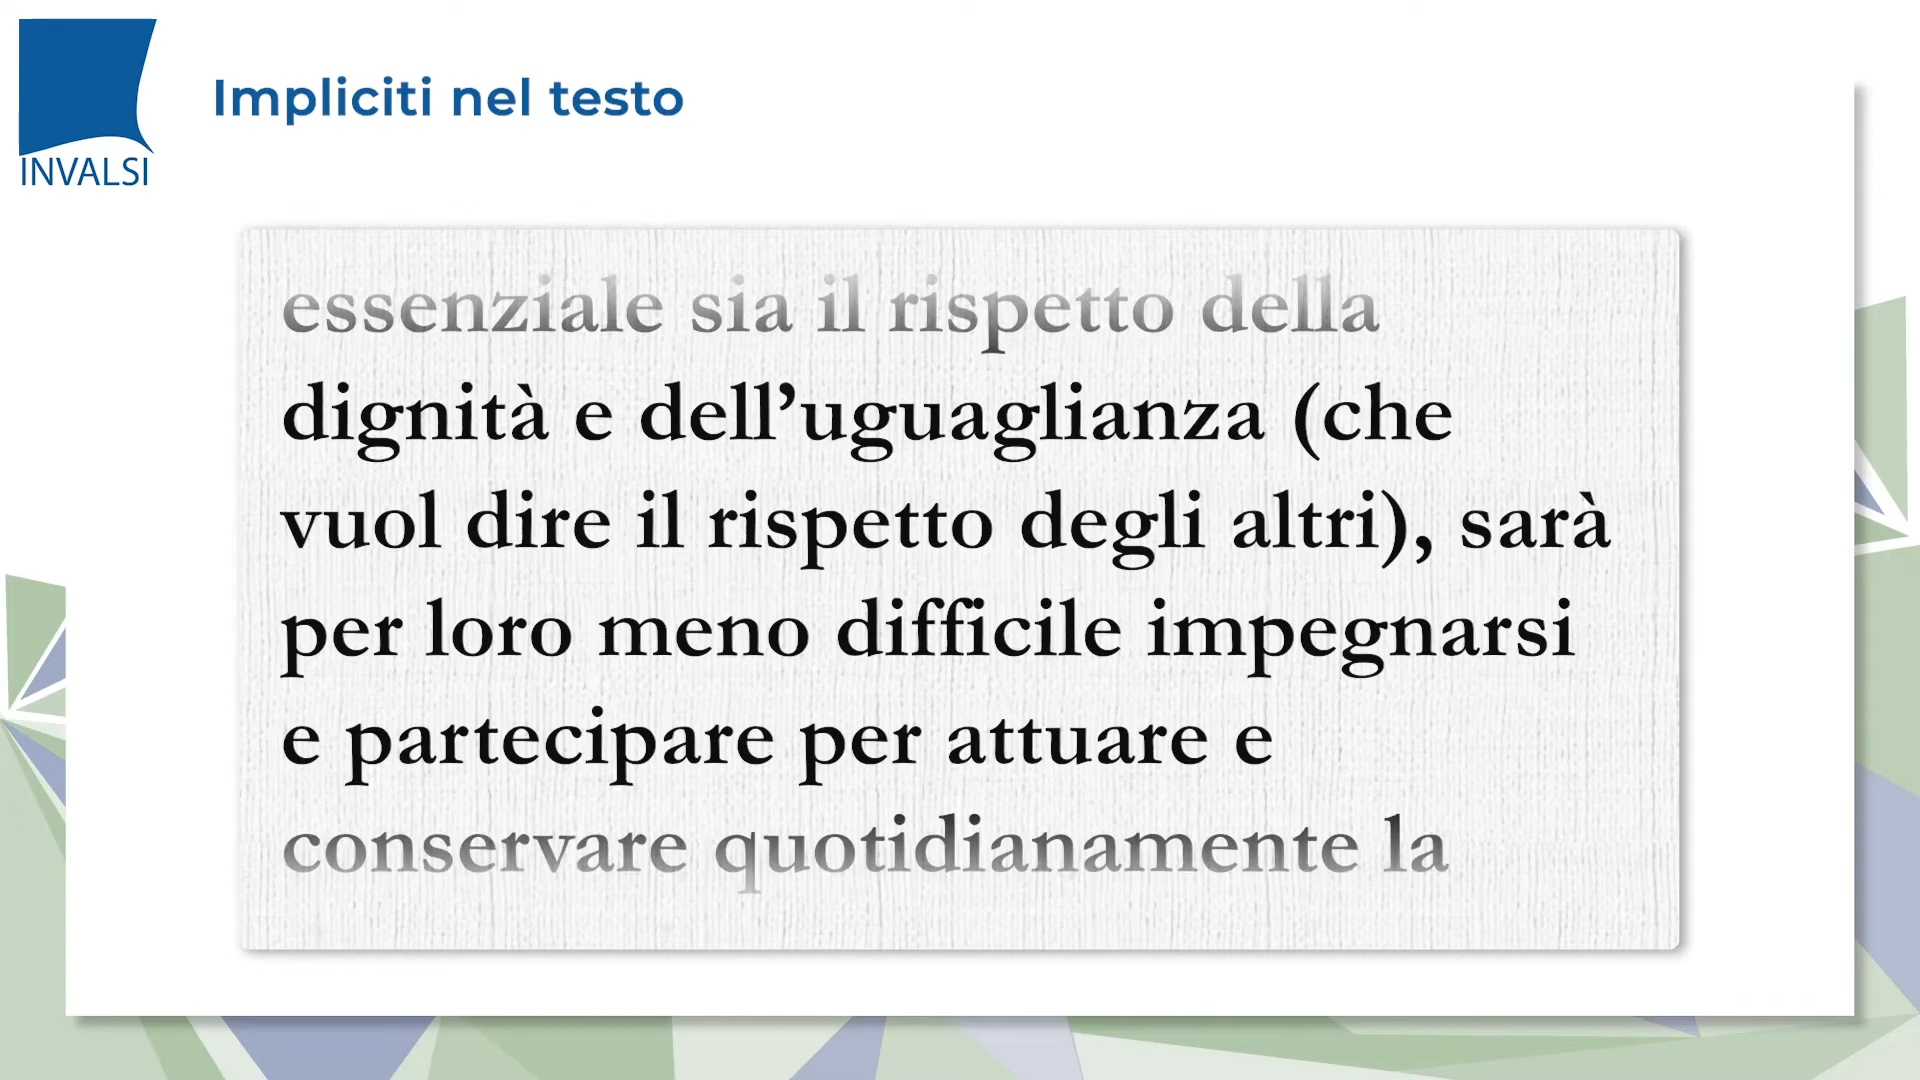 INVALSI
Impliciti nel testo
essenziale sia il rispetto della
dignità e dell’uguaglianza (che
vuol dire il rispetto degli altri), sarà
per loro meno difficile impegnarsi
e partecipare per attuare e
conservare quotidianamente la